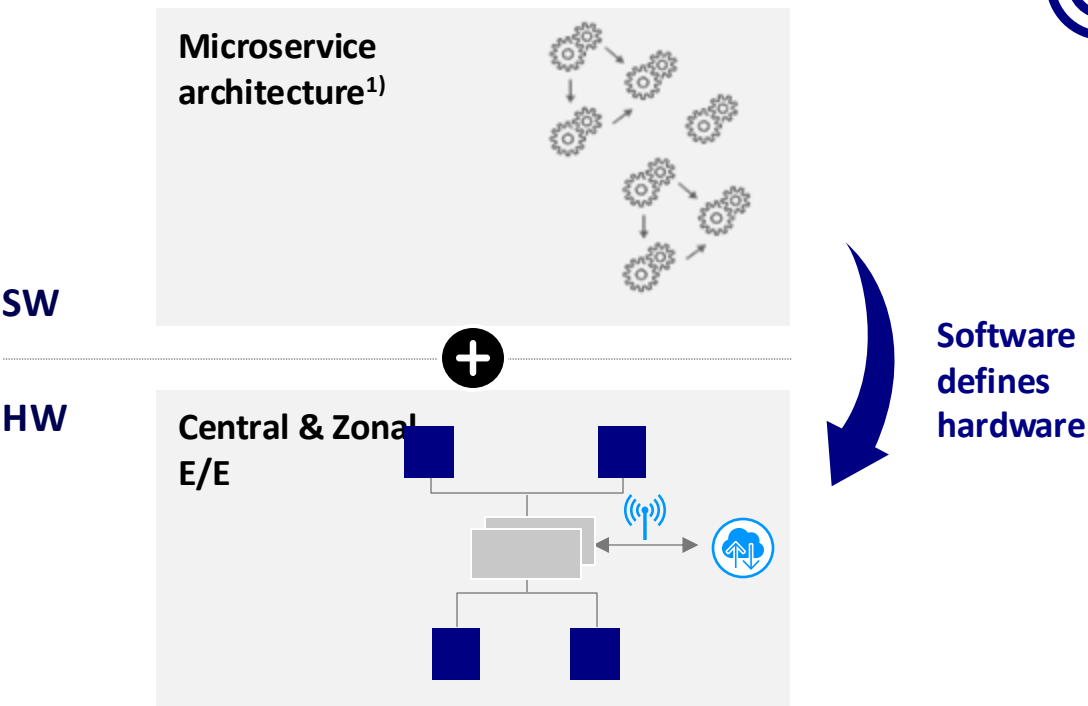 Microservice
architecture1)
SW
HW
Central & Zonal
E/E
Software
defines
hardware